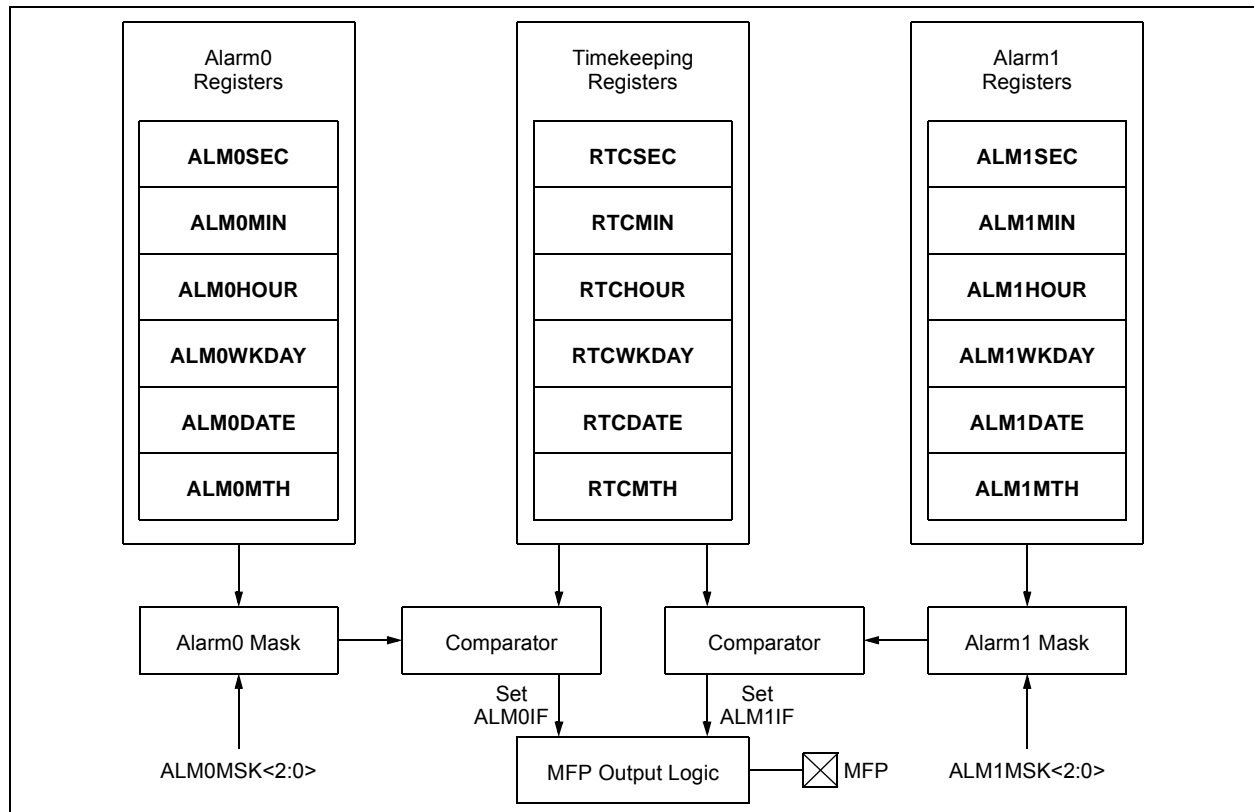 Alarm0
Registers
ALM0SEC
ALM0MIN
ALM0HOUR
ALM0WKDAY
ALM0DATE
ALM0MTH
Timekeeping
Registers
RTCSEC
RTCMIN
RTCHOUR
RTCWKDAY
RTCDATE
RTCMTH
Alarm1
Registers
ALM1SEC
ALM1MIN
ALM1HOUR
ALM1WKDAY
ALM1DATE
ALM1MTH
Alarm0 Mask
Comparator
Comparator
Alarm1 Mask
Set
ALM0IF
Set
ALM1IF
ALM0MSK<2:0>
MFP Output Logic
MFP
ALM1MSK<2:0>